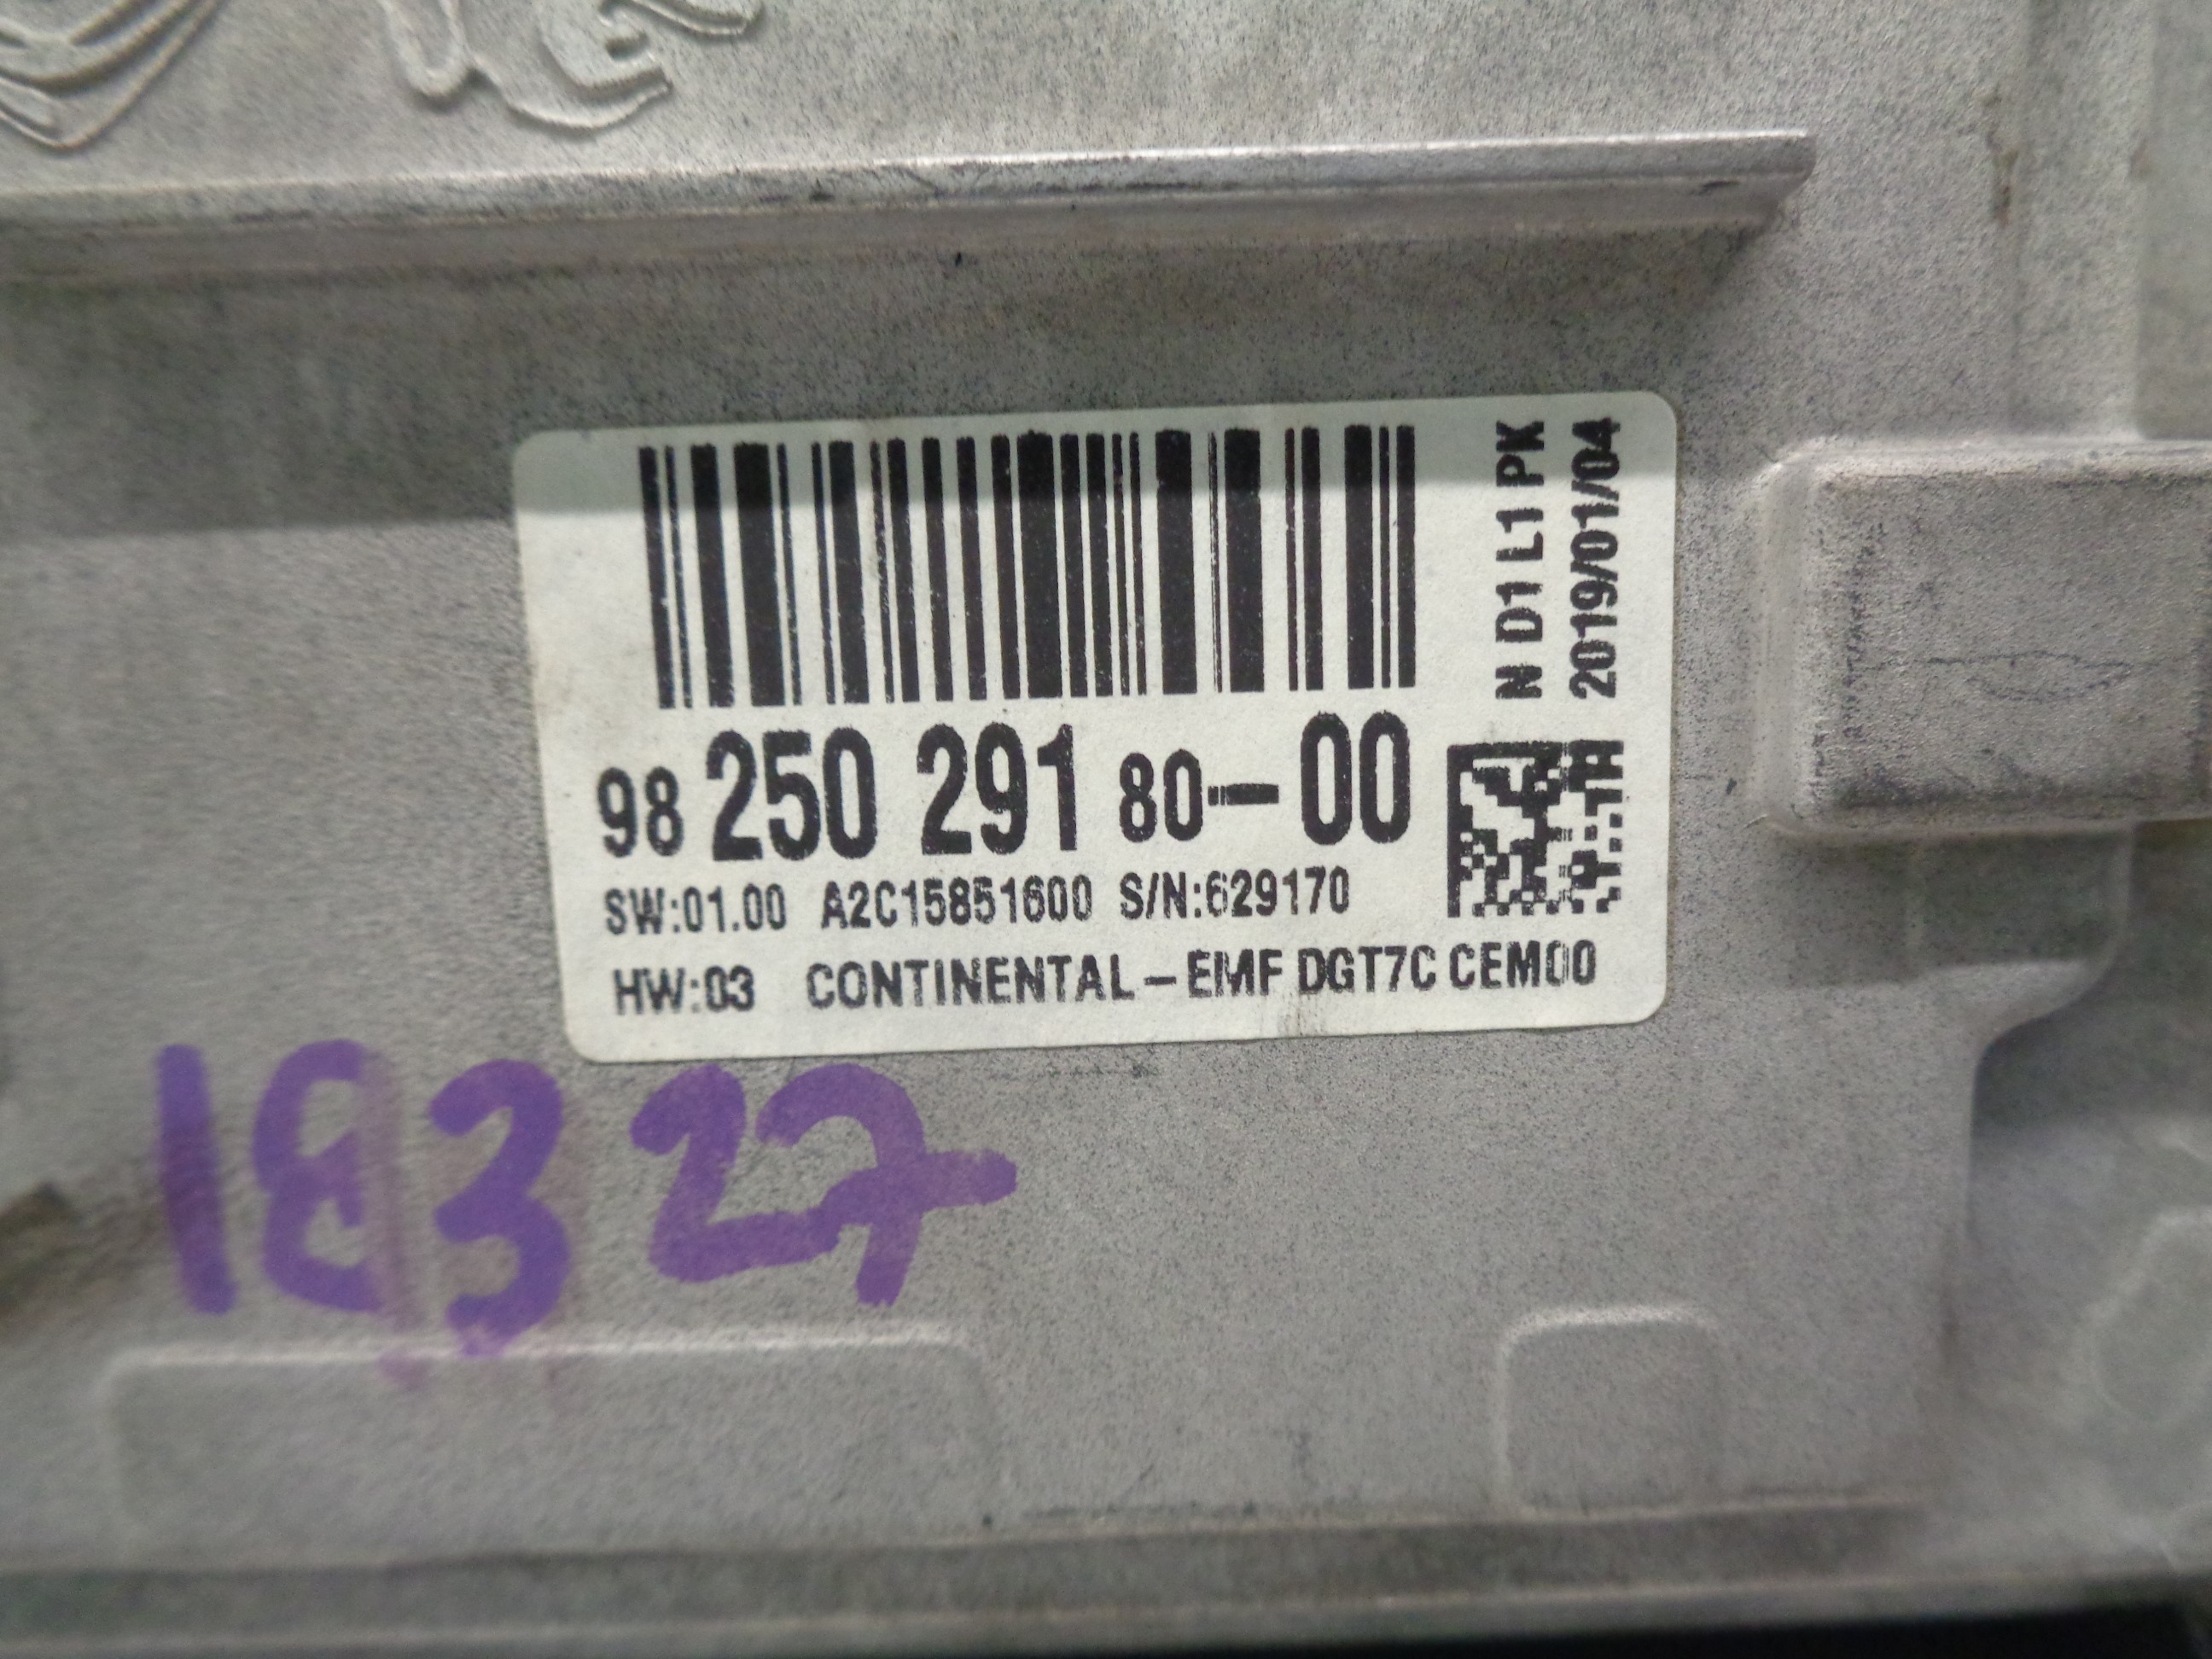 N D1 L1 PK
2019/01/04
98 250 291 80-00
SW:01.00 A2C15851600 S/N:629170
HW:03 CONTINENTAL-EMF DGT7C CEM00
18327